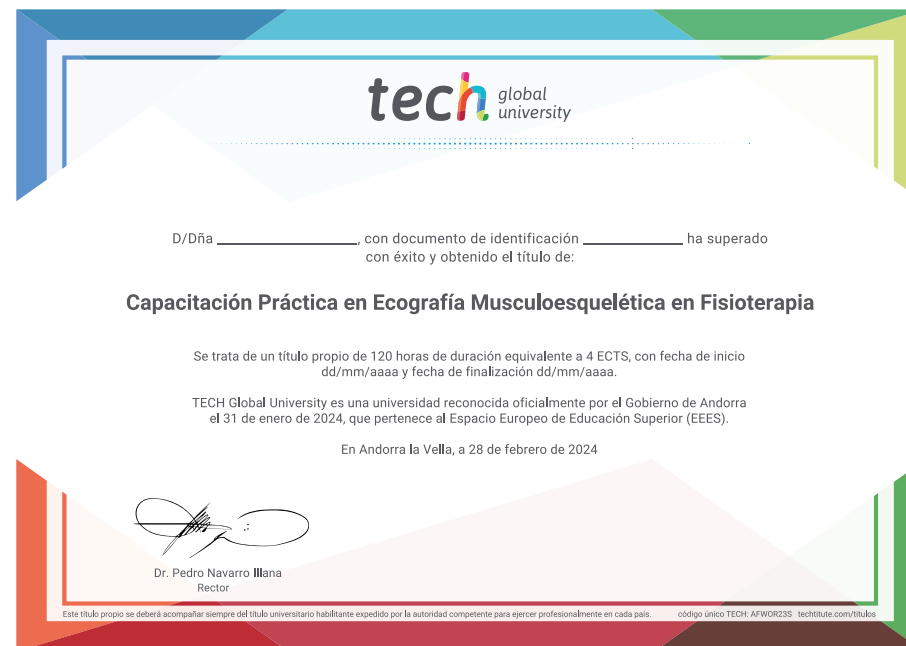 tech global university
D/Dña ____________________, con documento de identificación ______________ ha superado
con éxito y obtenido el título de:
Capacitación Práctica en Ecografía Musculoesquelética en Fisioterapia
Se trata de un título propio de 120 horas de duración equivalente a 4 ECTS, con fecha de inicio
dd/mm/aaaa y fecha de finalización dd/mm/aaaa.
TECH Global University es una universidad reconocida oficialmente por el Gobierno de Andorra
el 31 de enero de 2024, que pertenece al Espacio Europeo de Educación Superior (EEES).
En Andorra la Vella, a 28 de febrero de 2024
Dr. Pedro Navarro Illana
Rector
Este título propio se deberá acompañar siempre del título universitario habilitante expedido por la autoridad competente para ejercer profesionalmente en cada país. código único TECH: AFWOR23S techtitute.com/titulos